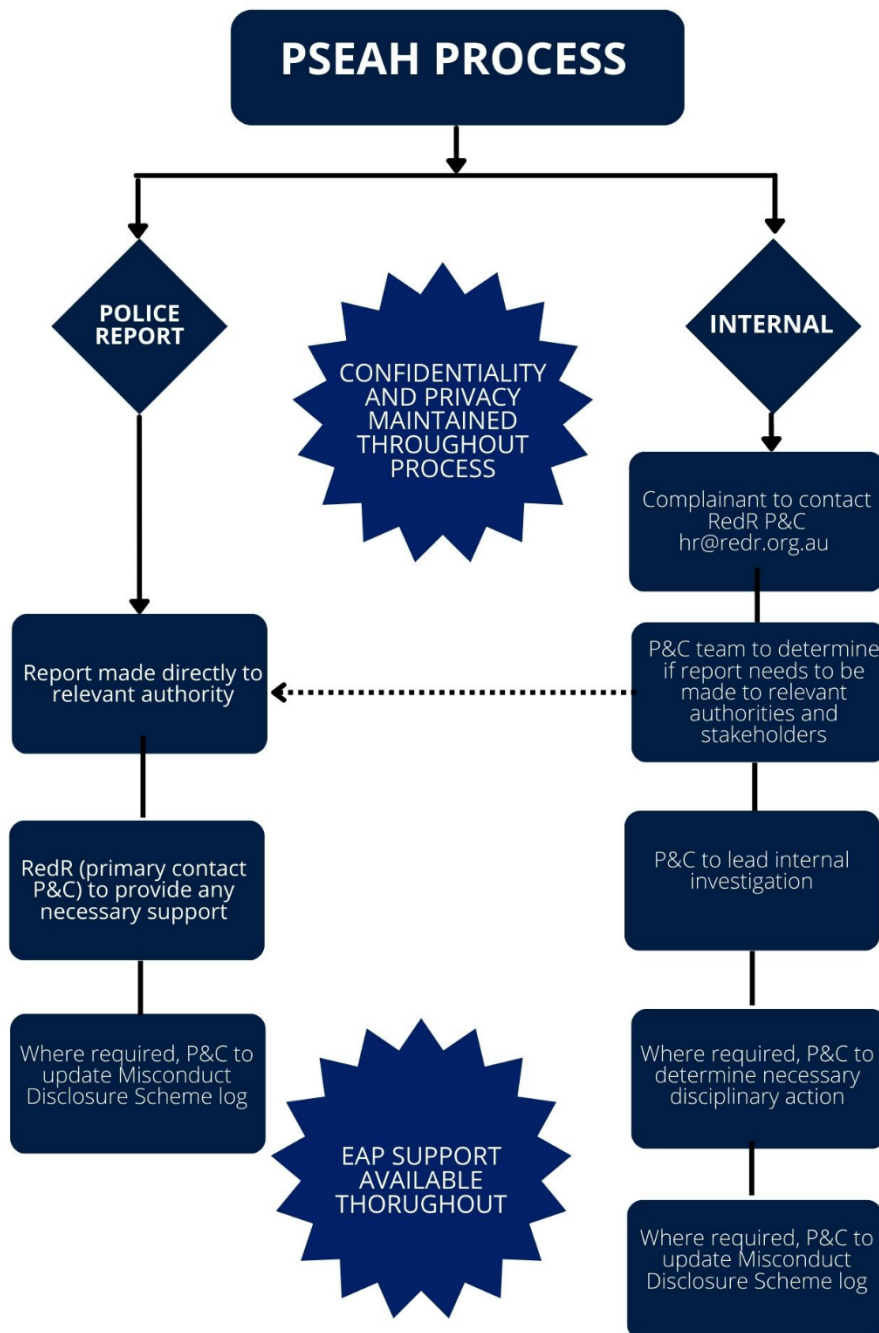 PSEAH PROCESS
POLICE
REPORT
INTERNAL
CONFIDENTIALITY
AND PRIVACY
MAINTAINED
THROUGHOUT
PROCESS
Complainant to contact
RedR P&C
hr@redr.org.au
Report made directly to
relevant authority
P&C team to determine
if report needs to be
made to relevant
authorities and
stakeholders
RedR (primary contact
P&C) to provide any
necessary support
P&C to lead internal
investigation
Where required, P&C to
update Misconduct
Disclosure Scheme log
Where required, P&C to
determine necessary
disciplinary action
EAP SUPPORT
AVAILABLE
THORUGHOUT
Where required, P&C to
update Misconduct
Disclosure Scheme log